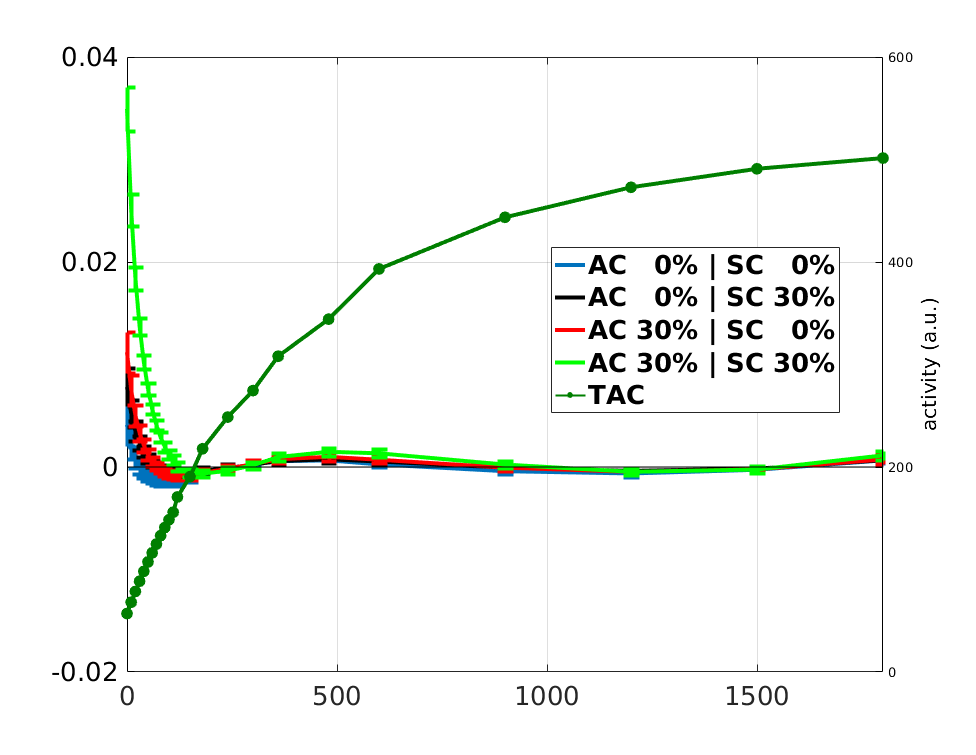 0.04
0.02
0
-0.02
0
500
1000
1500
600
400
200
0
activity (a.u.)
AC 0% | SC 0%
AC 0% | SC 30%
AC 30% | SC 0%
AC 30% | SC 30%
TAC